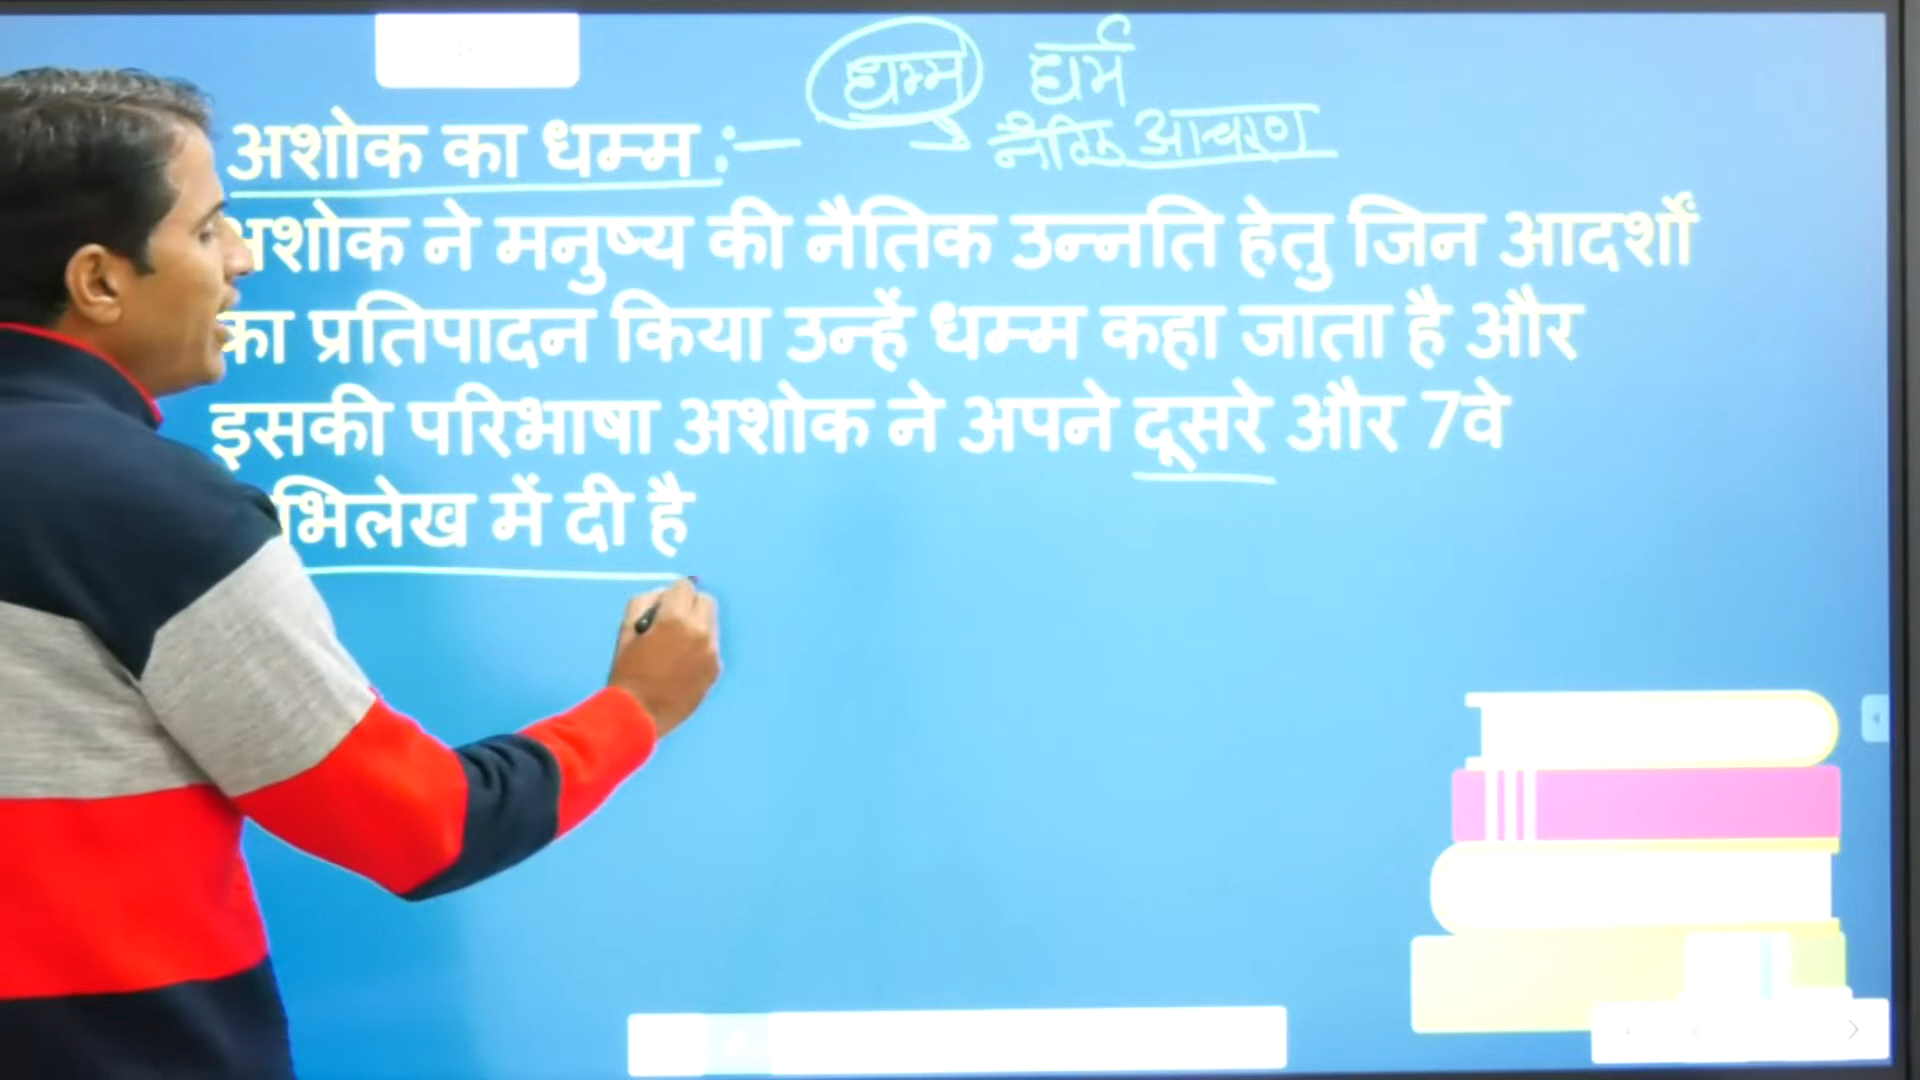 धम्म धर्म
अशोक का धम्म :-
नैतिक आचरण
अशोक ने मनुष्य की नैतिक उन्नति हेतु जिन आदर्शों
का प्रतिपादन किया उन्हें धम्म कहा जाता है और
इसकी परिभाषा अशोक ने अपने दूसरे और 7वे
भिलेख में दी है